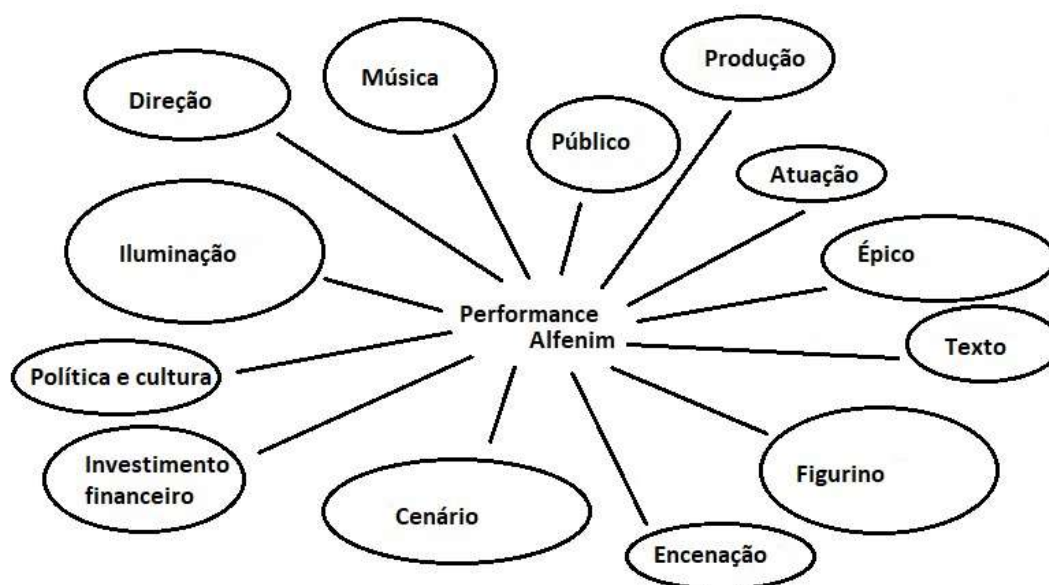 Produção
Música
Direção
Público
Atuação
Iluminação
Épico
Performance
Alfenim
Texto
Política e cultura
Investimento
financeiro
Figurino
Cenário
Encenação